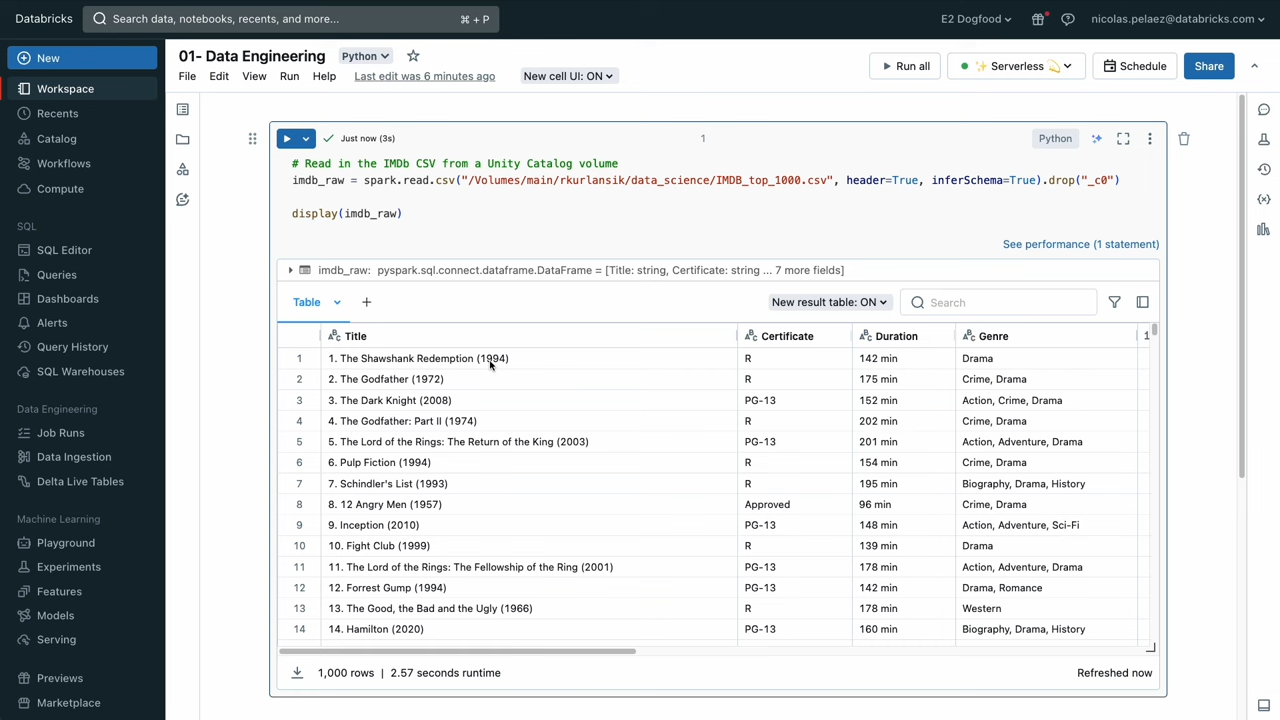 Databricks
Search data, notebooks, recents, and more...
⌘ + P
E2 Dogfood
nicolas.pelaez@databricks.com
New
Workspace
Recents
Catalog
Workflows
Compute
SQL
SQL Editor
Queries
Dashboards
Alerts
Query History
SQL Warehouses
Data Engineering
Job Runs
Data Ingestion
Delta Live Tables
Machine Learning
Playground
Experiments
Features
Models
Serving
Previews
Marketplace
01- Data Engineering
Python
File Edit View Run Help
Last edit was 6 minutes ago
New cell UI: ON
Run all
Serverless
Schedule
Share
Just now (3s)
1
Python
# Read in the IMDb CSV from a Unity Catalog volume
imdb_raw = spark.read.csv("/Volumes/main/rkurlansik/data_science/IMDB_top_1000.csv", header=True, inferSchema=True).drop("_c0")
display(imdb_raw)
See performance (1 statement)
imdb_raw: pyspark.sql.connect.dataframe.DataFrame = [Title: string, Certificate: string ... 7 more fields]
Table
New result table: ON
Search
Title Certificate Duration Genre
1 1. The Shawshank Redemption (1994) R 142 min Drama
2 2. The Godfather (1972) R 175 min Crime, Drama
3 3. The Dark Knight (2008) PG-13 152 min Action, Crime, Drama
4 4. The Godfather: Part II (1974) R 202 min Crime, Drama
5 5. The Lord of the Rings: The Return of the King (2003) PG-13 201 min Action, Adventure, Drama
6 6. Pulp Fiction (1994) R 154 min Crime, Drama
7 7. Schindler's List (1993) R 195 min Biography, Drama, History
8 8. 12 Angry Men (1957) Approved 96 min Crime, Drama
9 9. Inception (2010) PG-13 148 min Action, Adventure, Sci-Fi
10 10. Fight Club (1999) R 139 min Drama
11 11. The Lord of the Rings: The Fellowship of the Ring (2001) PG-13 178 min Action, Adventure, Drama
12 12. Forrest Gump (1994) PG-13 142 min Drama, Romance
13 13. The Good, the Bad and the Ugly (1966) R 178 min Western
14 14. Hamilton (2020) PG-13 160 min Biography, Drama, History
1,000 rows | 2.57 seconds runtime
Refreshed now